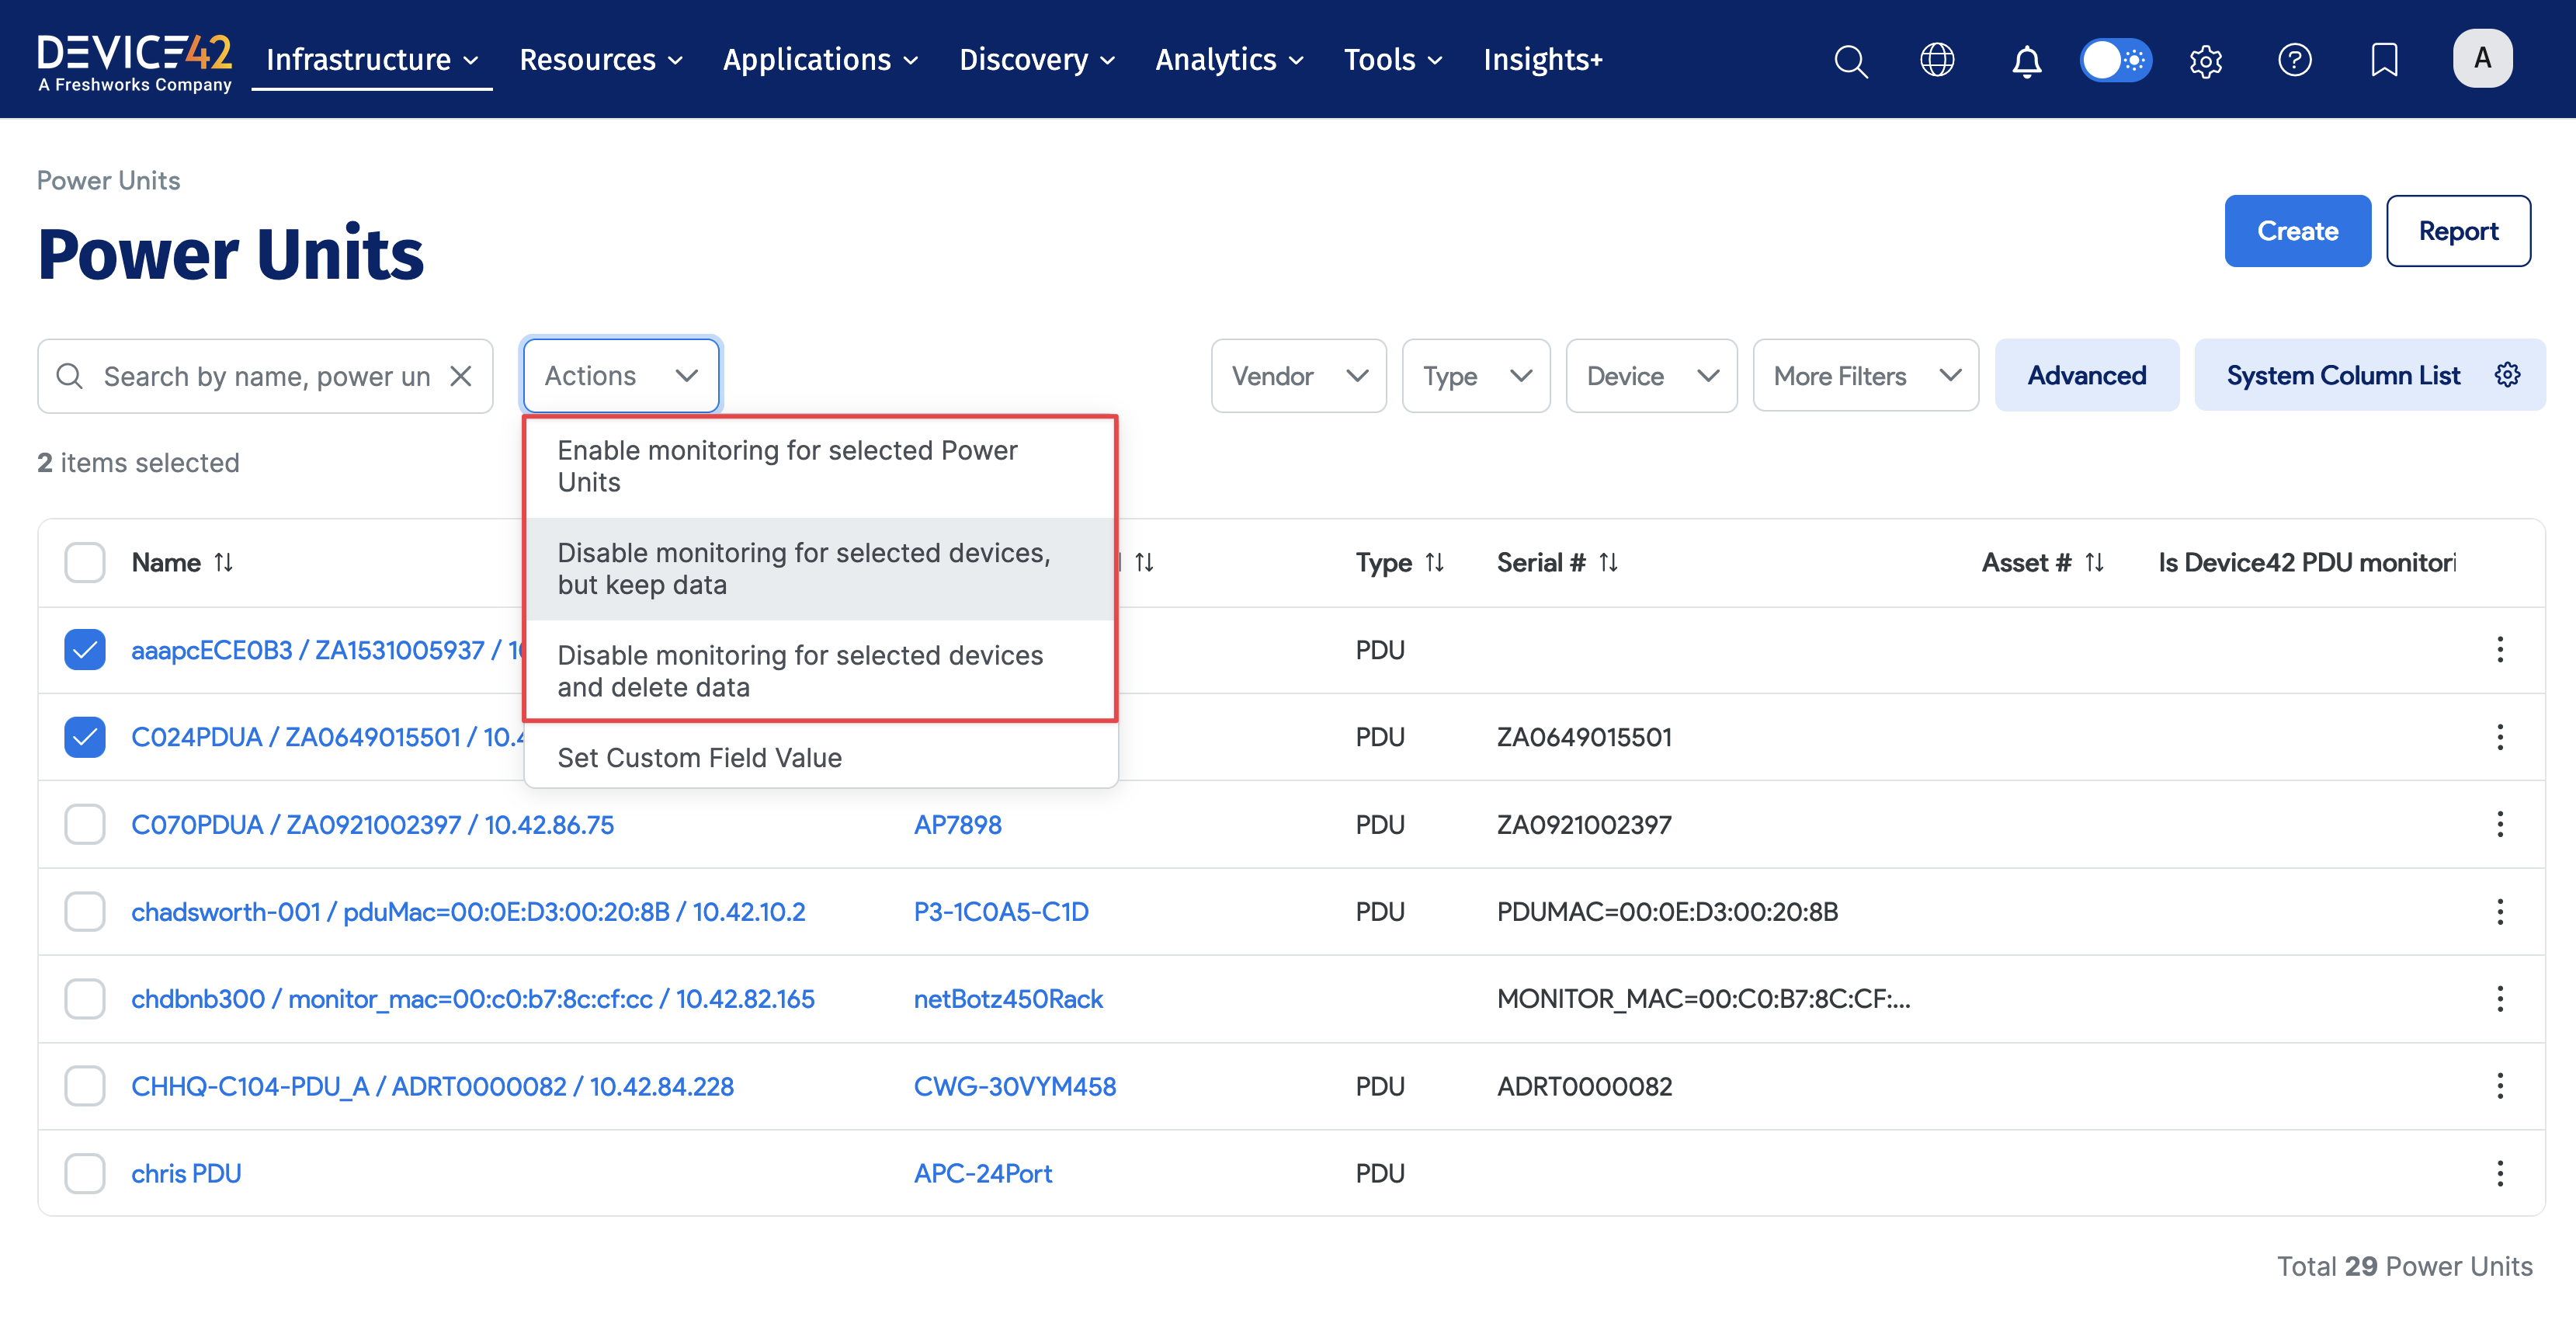 DEVICE42
A Freshworks Company
Infrastructure
Resources
Applications
Discovery
Analytics
Tools
Insights+
A
Power Units
Power Units
Create
Report
Search by name, power un
Actions
Vendor
Type
Device
More Filters
Advanced
System Column List
2 items selected
Enable monitoring for selected Power
Units
Disable monitoring for selected devices,
but keep data
Disable monitoring for selected devices
and delete data
Set Custom Field Value
Name
Type
Serial #
Asset #
Is Device42 PDU monitori
aaapcECE0B3 / ZA1531005937 / 10
PDU
C024PDUA / ZA0649015501 / 10.4
PDU
ZA0649015501
C070PDUA / ZA0921002397 / 10.42.86.75
AP7898
PDU
ZA0921002397
chadsworth-001 / pduMac=00:0E:D3:00:20:8B / 10.42.10.2
P3-1C0A5-C1D
PDU
PDUMAC=00:0E:D3:00:20:8B
chdbnb300 / monitor_mac=00:c0:b7:8c:cf:cc / 10.42.82.165
netBotz450Rack
MONITOR_MAC=00:C0:B7:8C:CF:...
CHHQ-C104-PDU_A / ADRT0000082 / 10.42.84.228
CWG-30VYM458
PDU
ADRT0000082
chris PDU
APC-24Port
PDU
Total 29 Power Units